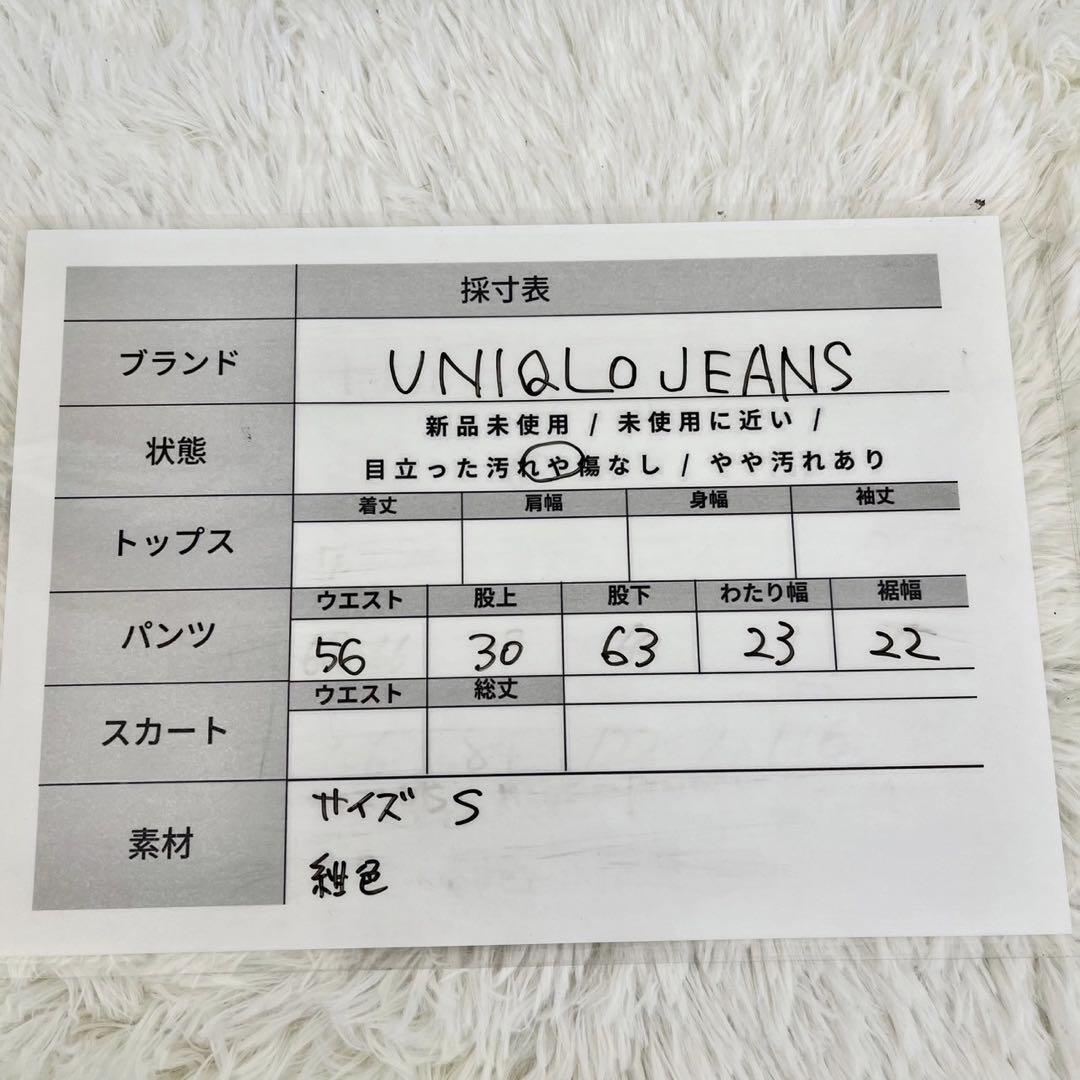 採寸表
ブランド UNIQLO JEANS
状態 新品未使用 / 未使用に近い /
目立った汚れや傷なし / やや汚れあり
トップス 着丈 肩幅 身幅 袖丈
パンツ ウエスト 股上 股下 わたり幅 裾幅
56 30 63 23 22
スカート ウエスト 総丈
素材 サイズ S
紺色